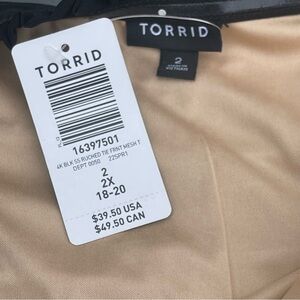 TORRID
2
TORRID
16397501
4K BLK SS RUCHED TIE FRNT MESH T
DEPT 0050 22SPR1
2
2X
18-20
$39.50 USA
$49.50 CAN